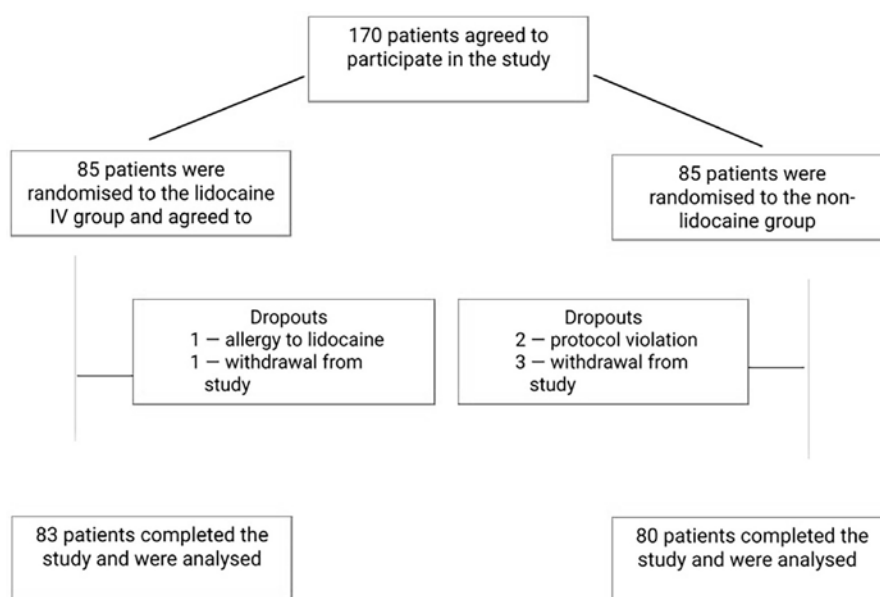 170 patients agreed to
participate in the study
85 patients were
randomised to the lidocaine
IV group and agreed to
85 patients were
randomised to the non-
lidocaine group
Dropouts
1 — allergy to lidocaine
1 — withdrawal from
study
Dropouts
2 — protocol violation
3 — withdrawal from
study
83 patients completed the
study and were analysed
80 patients completed the
study and were analysed